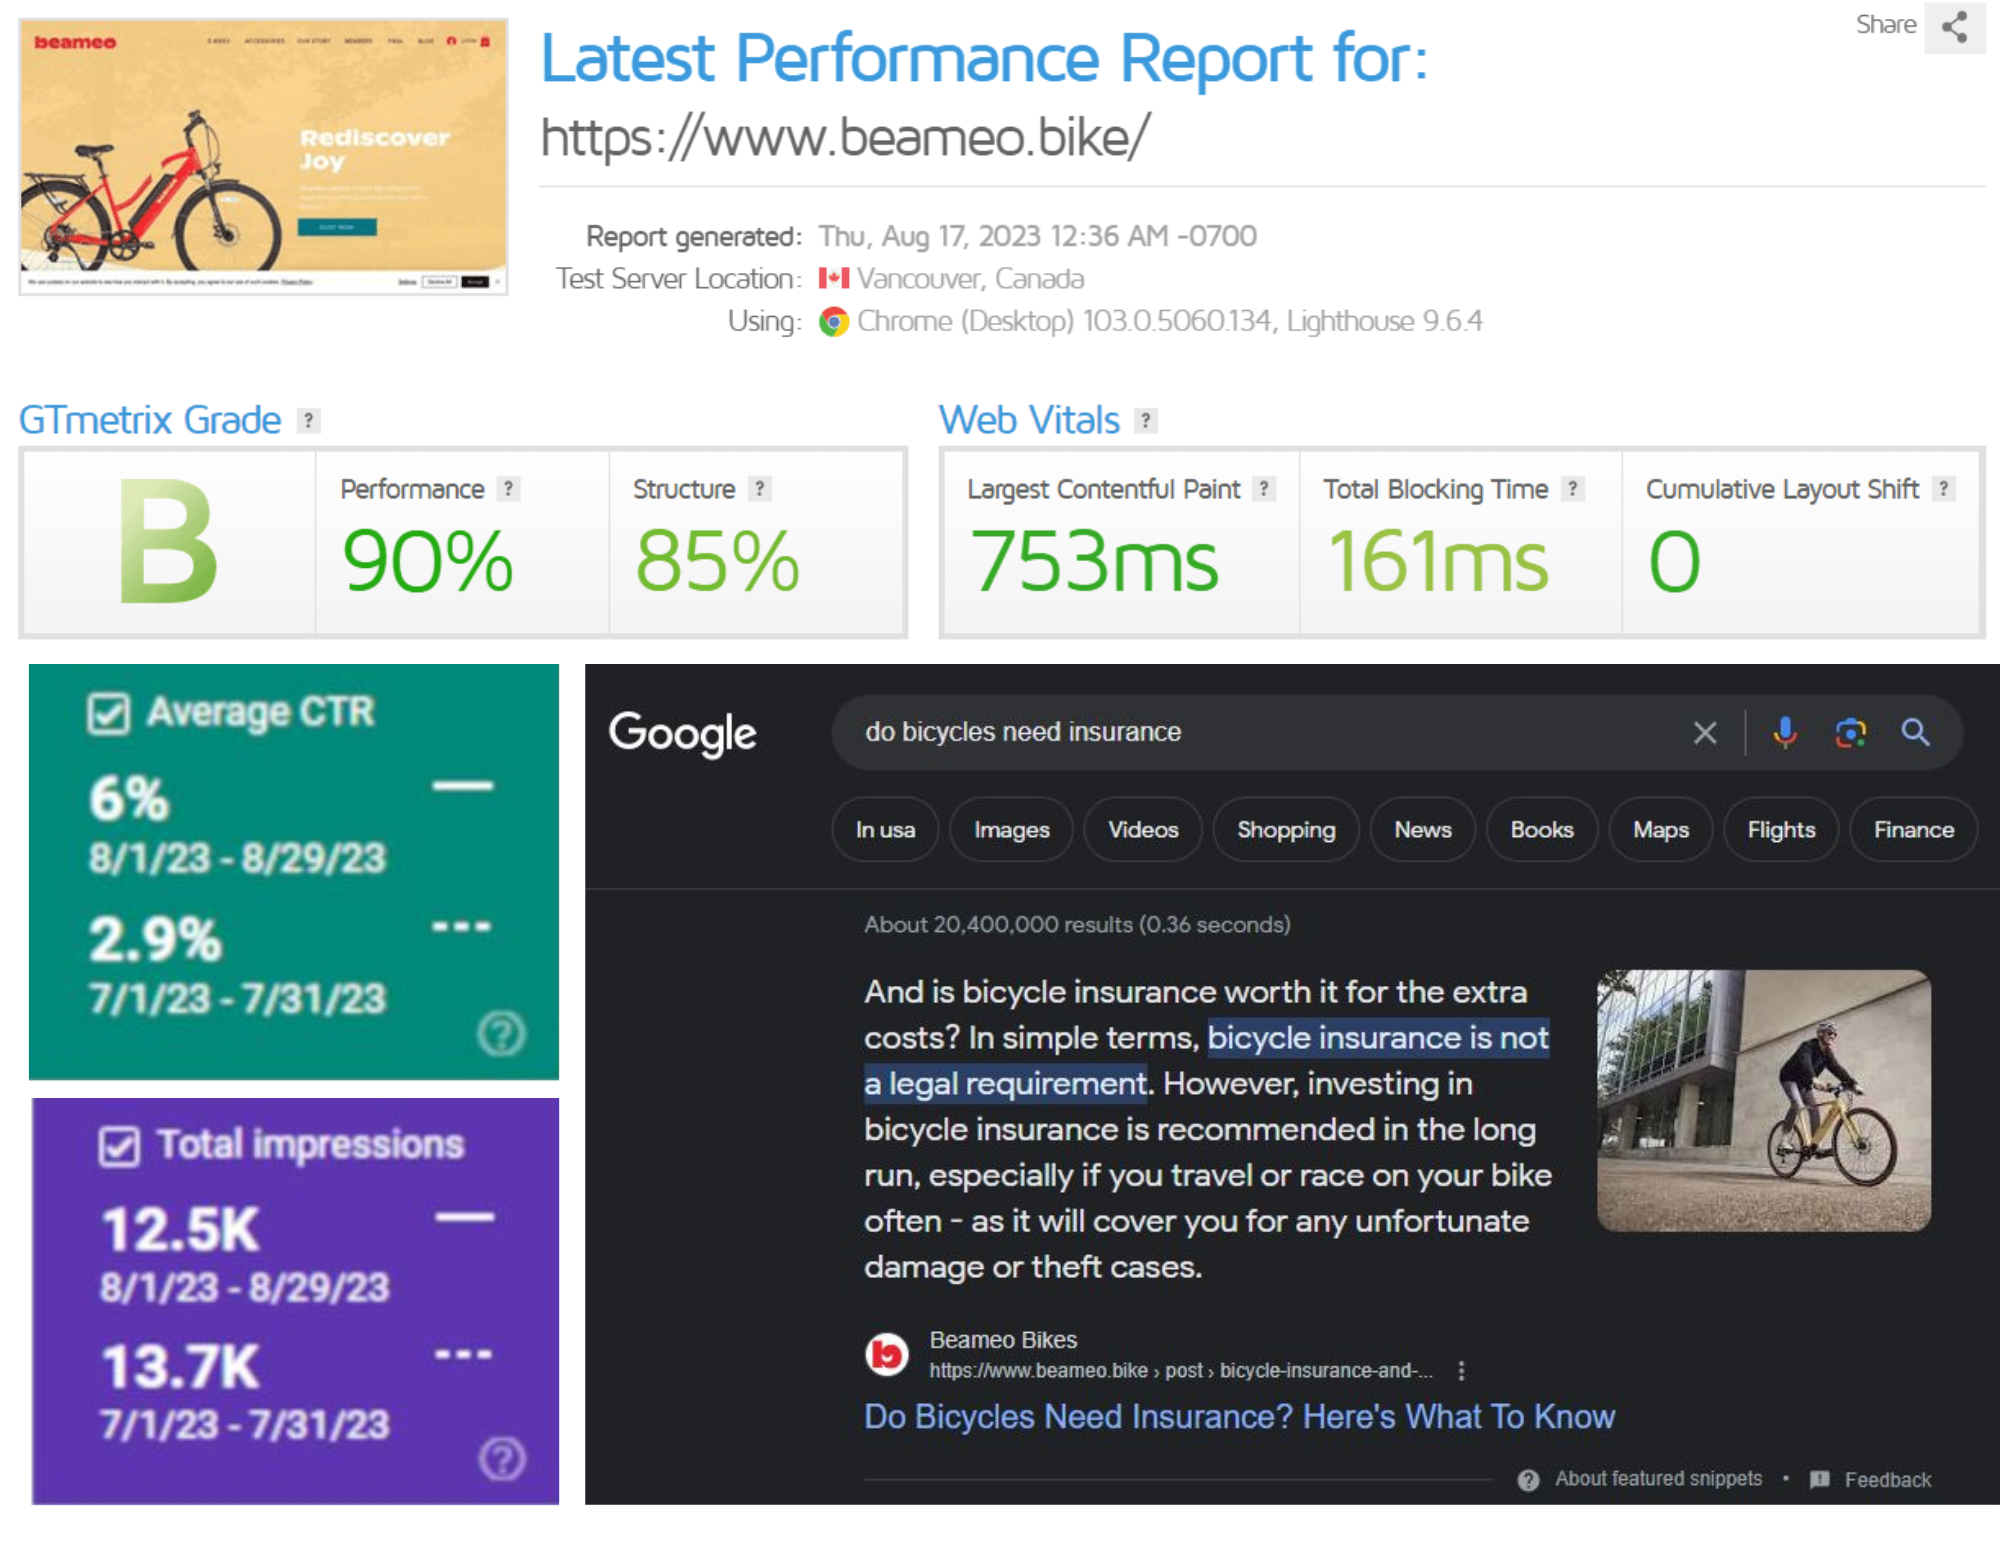 beameo
E-BIKES ACCESSORIES OUR STORY MEMBERS FAQs BLOG
Rediscover
Joy
Latest Performance Report for:
Share
https://www.beameo.bike/
Report generated: Thu, Aug 17, 2023 12:36 AM -0700
Test Server Location: Vancouver, Canada
Using: Chrome (Desktop) 103.0.5060.134, Lighthouse 9.6.4
GTmetrix Grade ?
B
Performance ?
90%
Structure ?
85%
Web Vitals ?
Largest Contentful Paint ?
753ms
Total Blocking Time ?
161ms
Cumulative Layout Shift ?
0
Average CTR
6%
8/1/23 - 8/29/23
2.9%
7/1/23 - 7/31/23
?
Total impressions
12.5K
8/1/23 - 8/29/23
13.7K
7/1/23 - 7/31/23
?
Google
do bicycles need insurance
In usa Images Videos Shopping News Books Maps Flights Finance
About 20,400,000 results (0.36 seconds)
And is bicycle insurance worth it for the extra
costs? In simple terms, bicycle insurance is not
a legal requirement. However, investing in
bicycle insurance is recommended in the long
run, especially if you travel or race on your bike
often - as it will cover you for any unfortunate
damage or theft cases.
b
Beameo Bikes
https://www.beameo.bike › post › bicycle-insurance-and-...
Do Bicycles Need Insurance? Here's What To Know
About featured snippets • Feedback